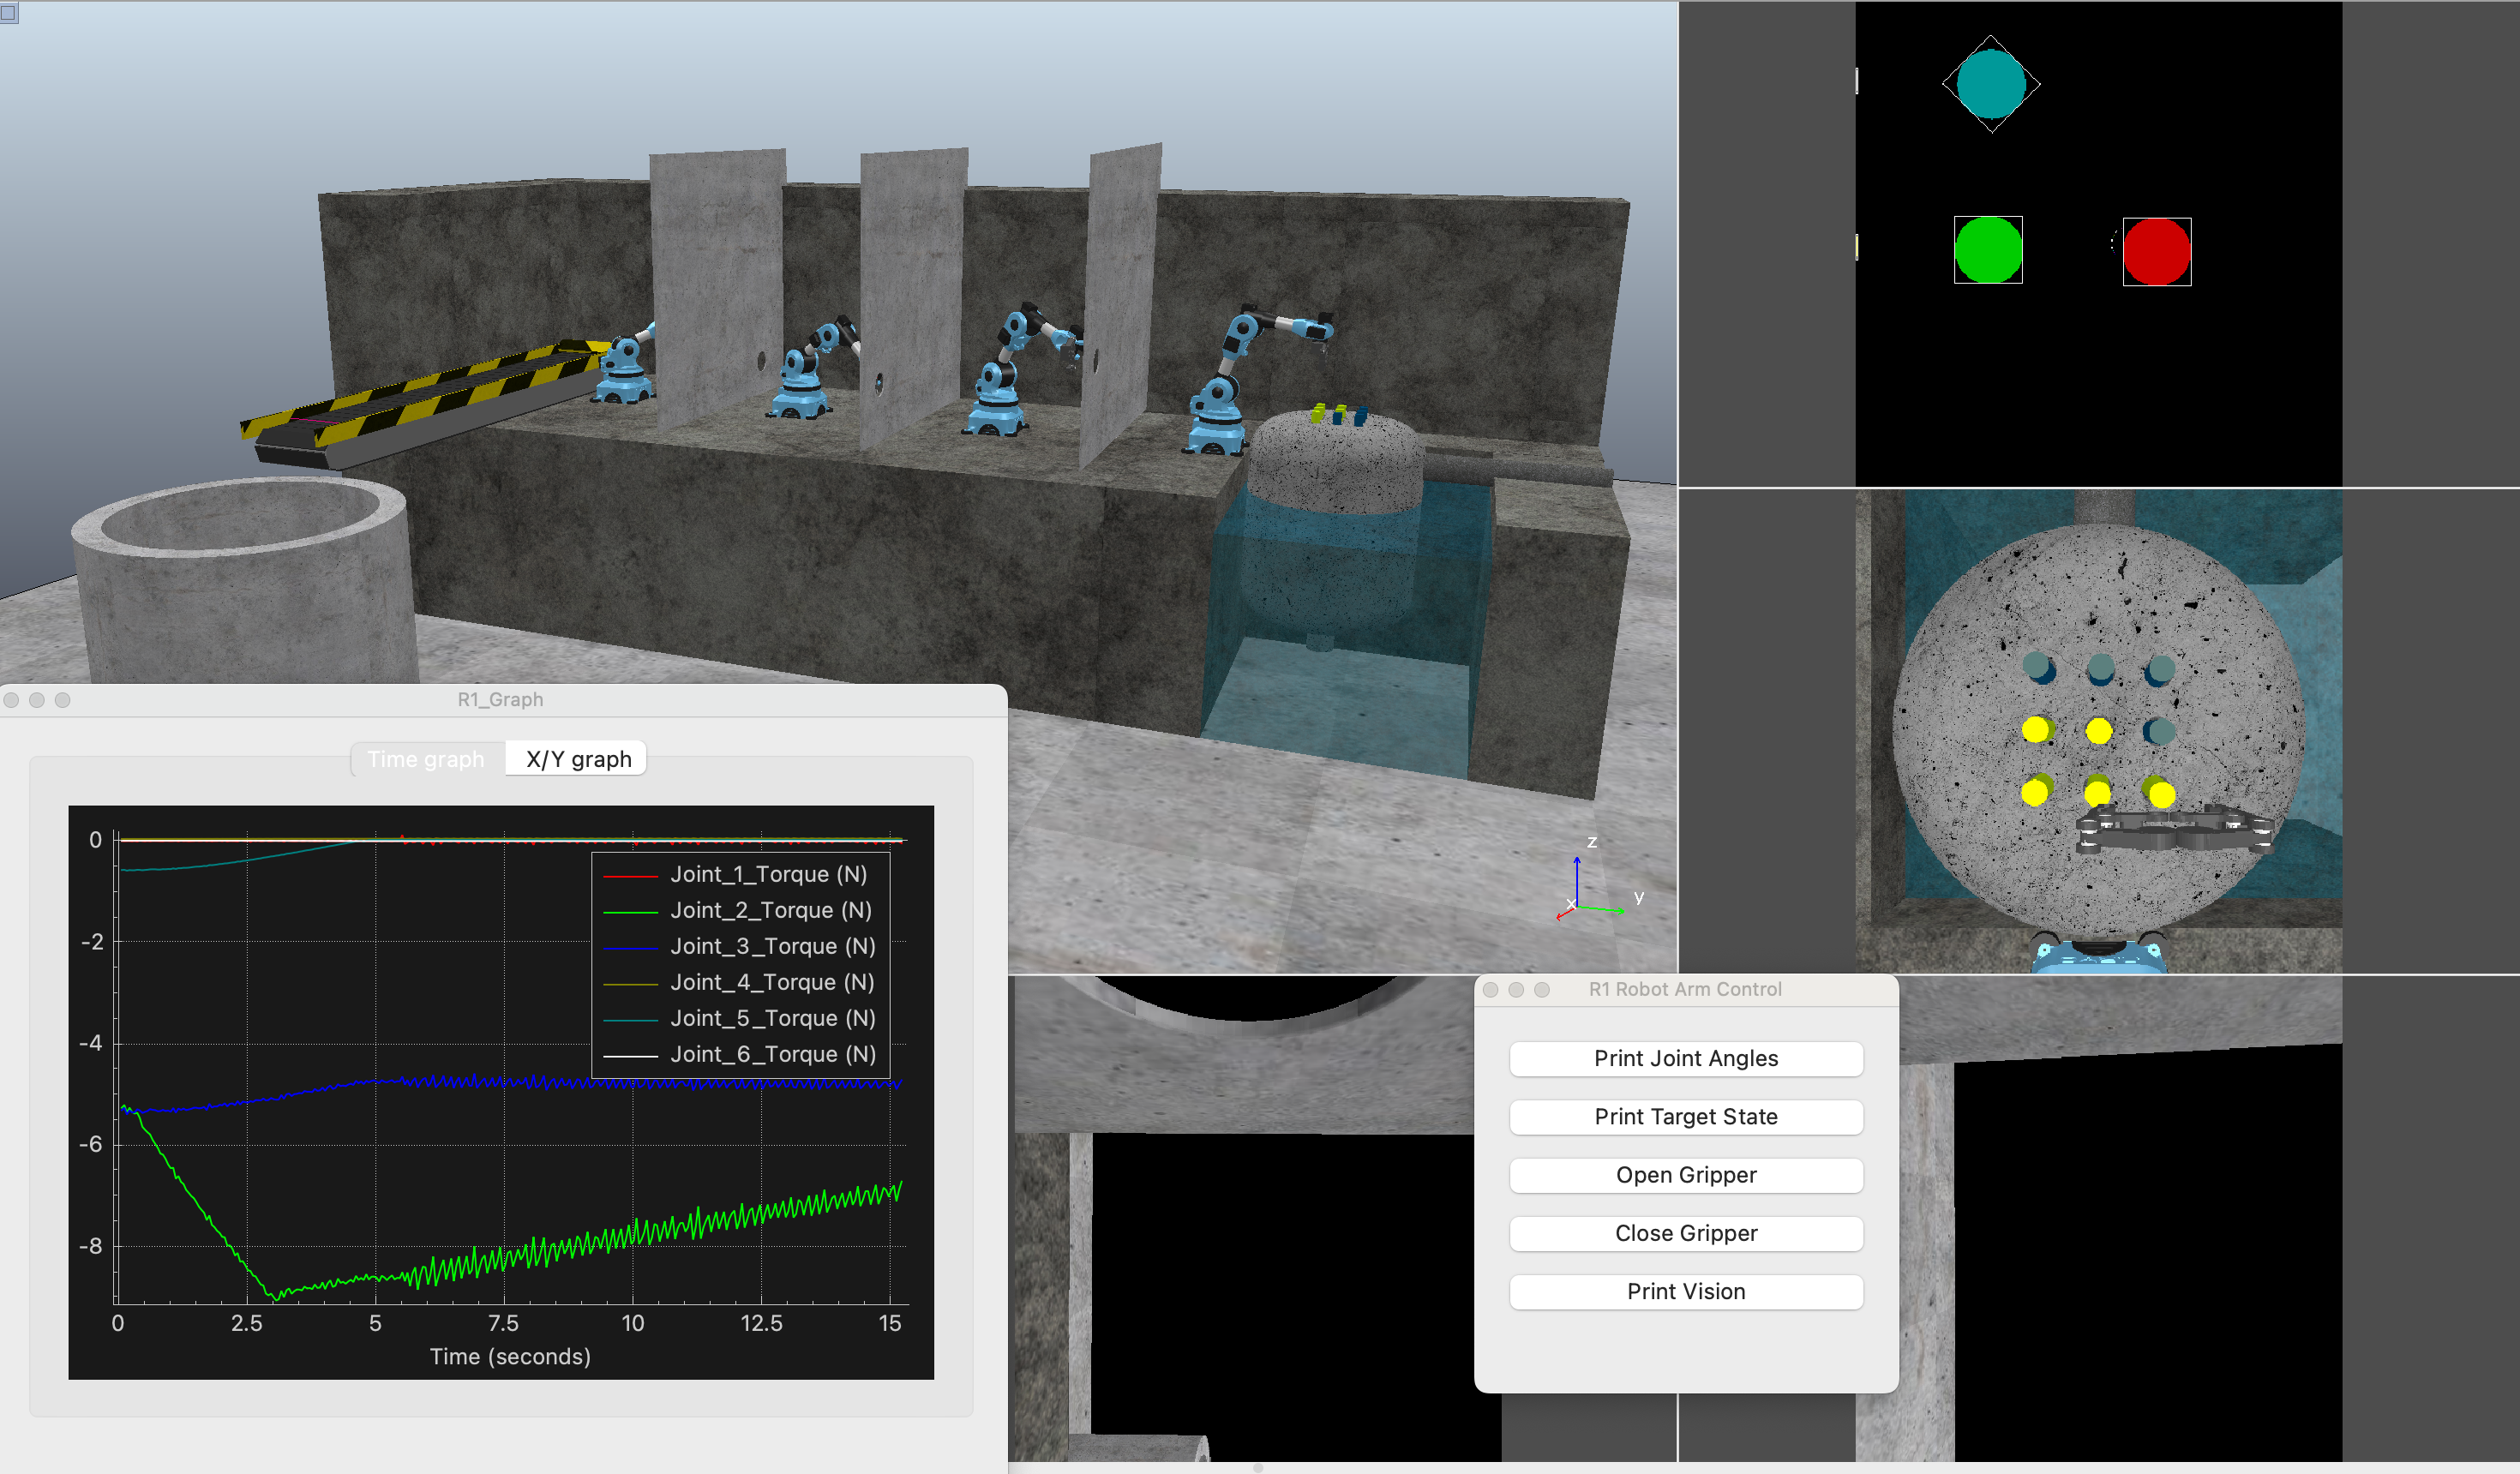 z
y
x
R1_Graph
Time graph
X/Y graph
0
-2
-4
-6
-8
Joint_1_Torque (N)
Joint_2_Torque (N)
Joint_3_Torque (N)
Joint_4_Torque (N)
Joint_5_Torque (N)
Joint_6_Torque (N)
0 2.5 5 7.5 10 12.5 15
Time (seconds)
R1 Robot Arm Control
Print Joint Angles
Print Target State
Open Gripper
Close Gripper
Print Vision